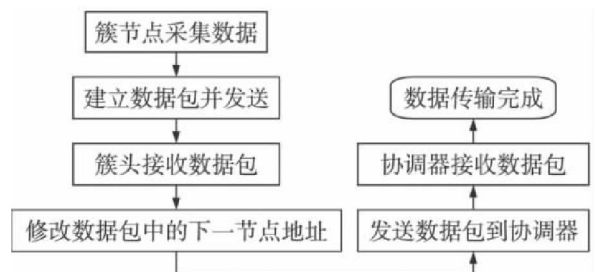 簇节点采集数据
建立数据包并发送
簇头接收数据包
修改数据包中的下一节点地址
发送数据包到协调器
协调器接收数据包
数据传输完成